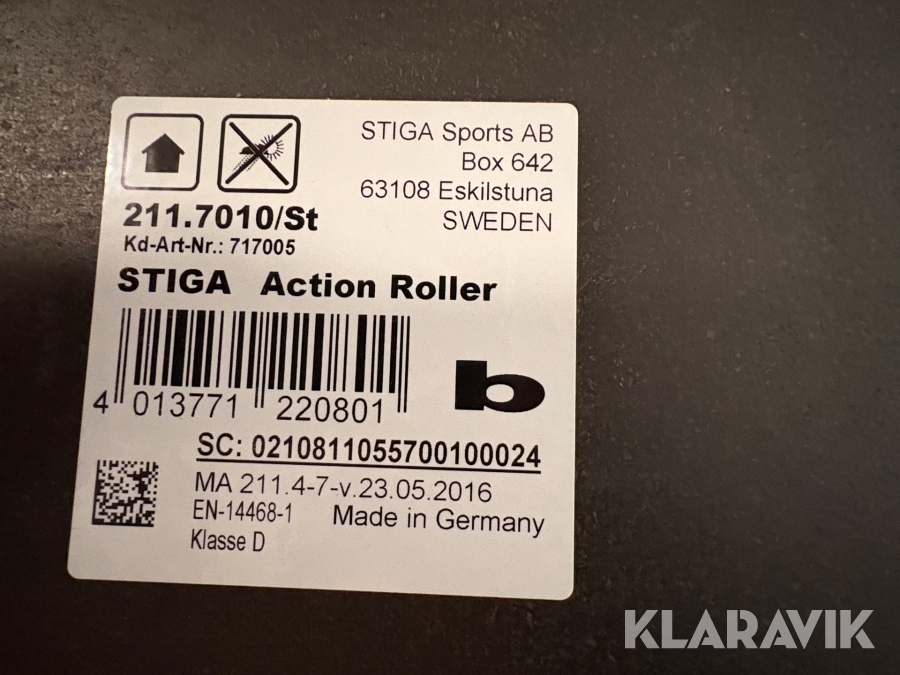 STIGA Sports AB
Box 642
63108 Eskilstuna
SWEDEN
211.7010/St
Kd-Art-Nr.: 717005
STIGA Action Roller
b
4 013771 220801
SC: 0210811055700100024
MA 211.4-7-v.23.05.2016
EN-14468-1 Made in Germany
Klasse D
KLARAVIK